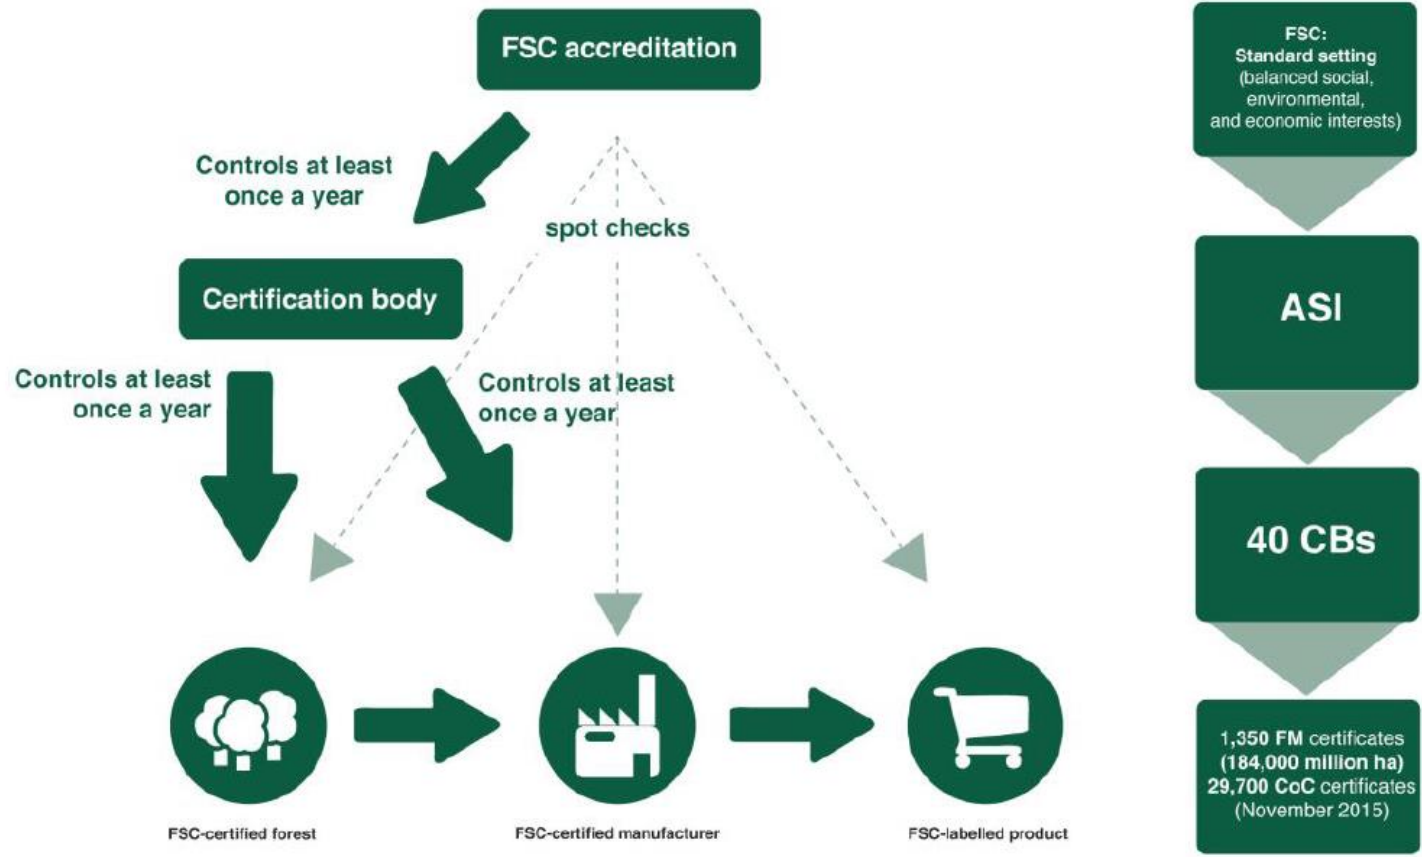 FSC accreditation
Controls at least
once a year
spot checks
Certification body
Controls at least
once a year
Controls at least
once a year
FSC-certified forest
FSC-certified manufacturer
FSC-labelled product
FSC:
Standard setting
(balanced social,
environmental,
and economic interests)
ASI
40 CBs
1,350 FM certificates
(184,000 million ha)
29,700 CoC certificates
(November 2015)